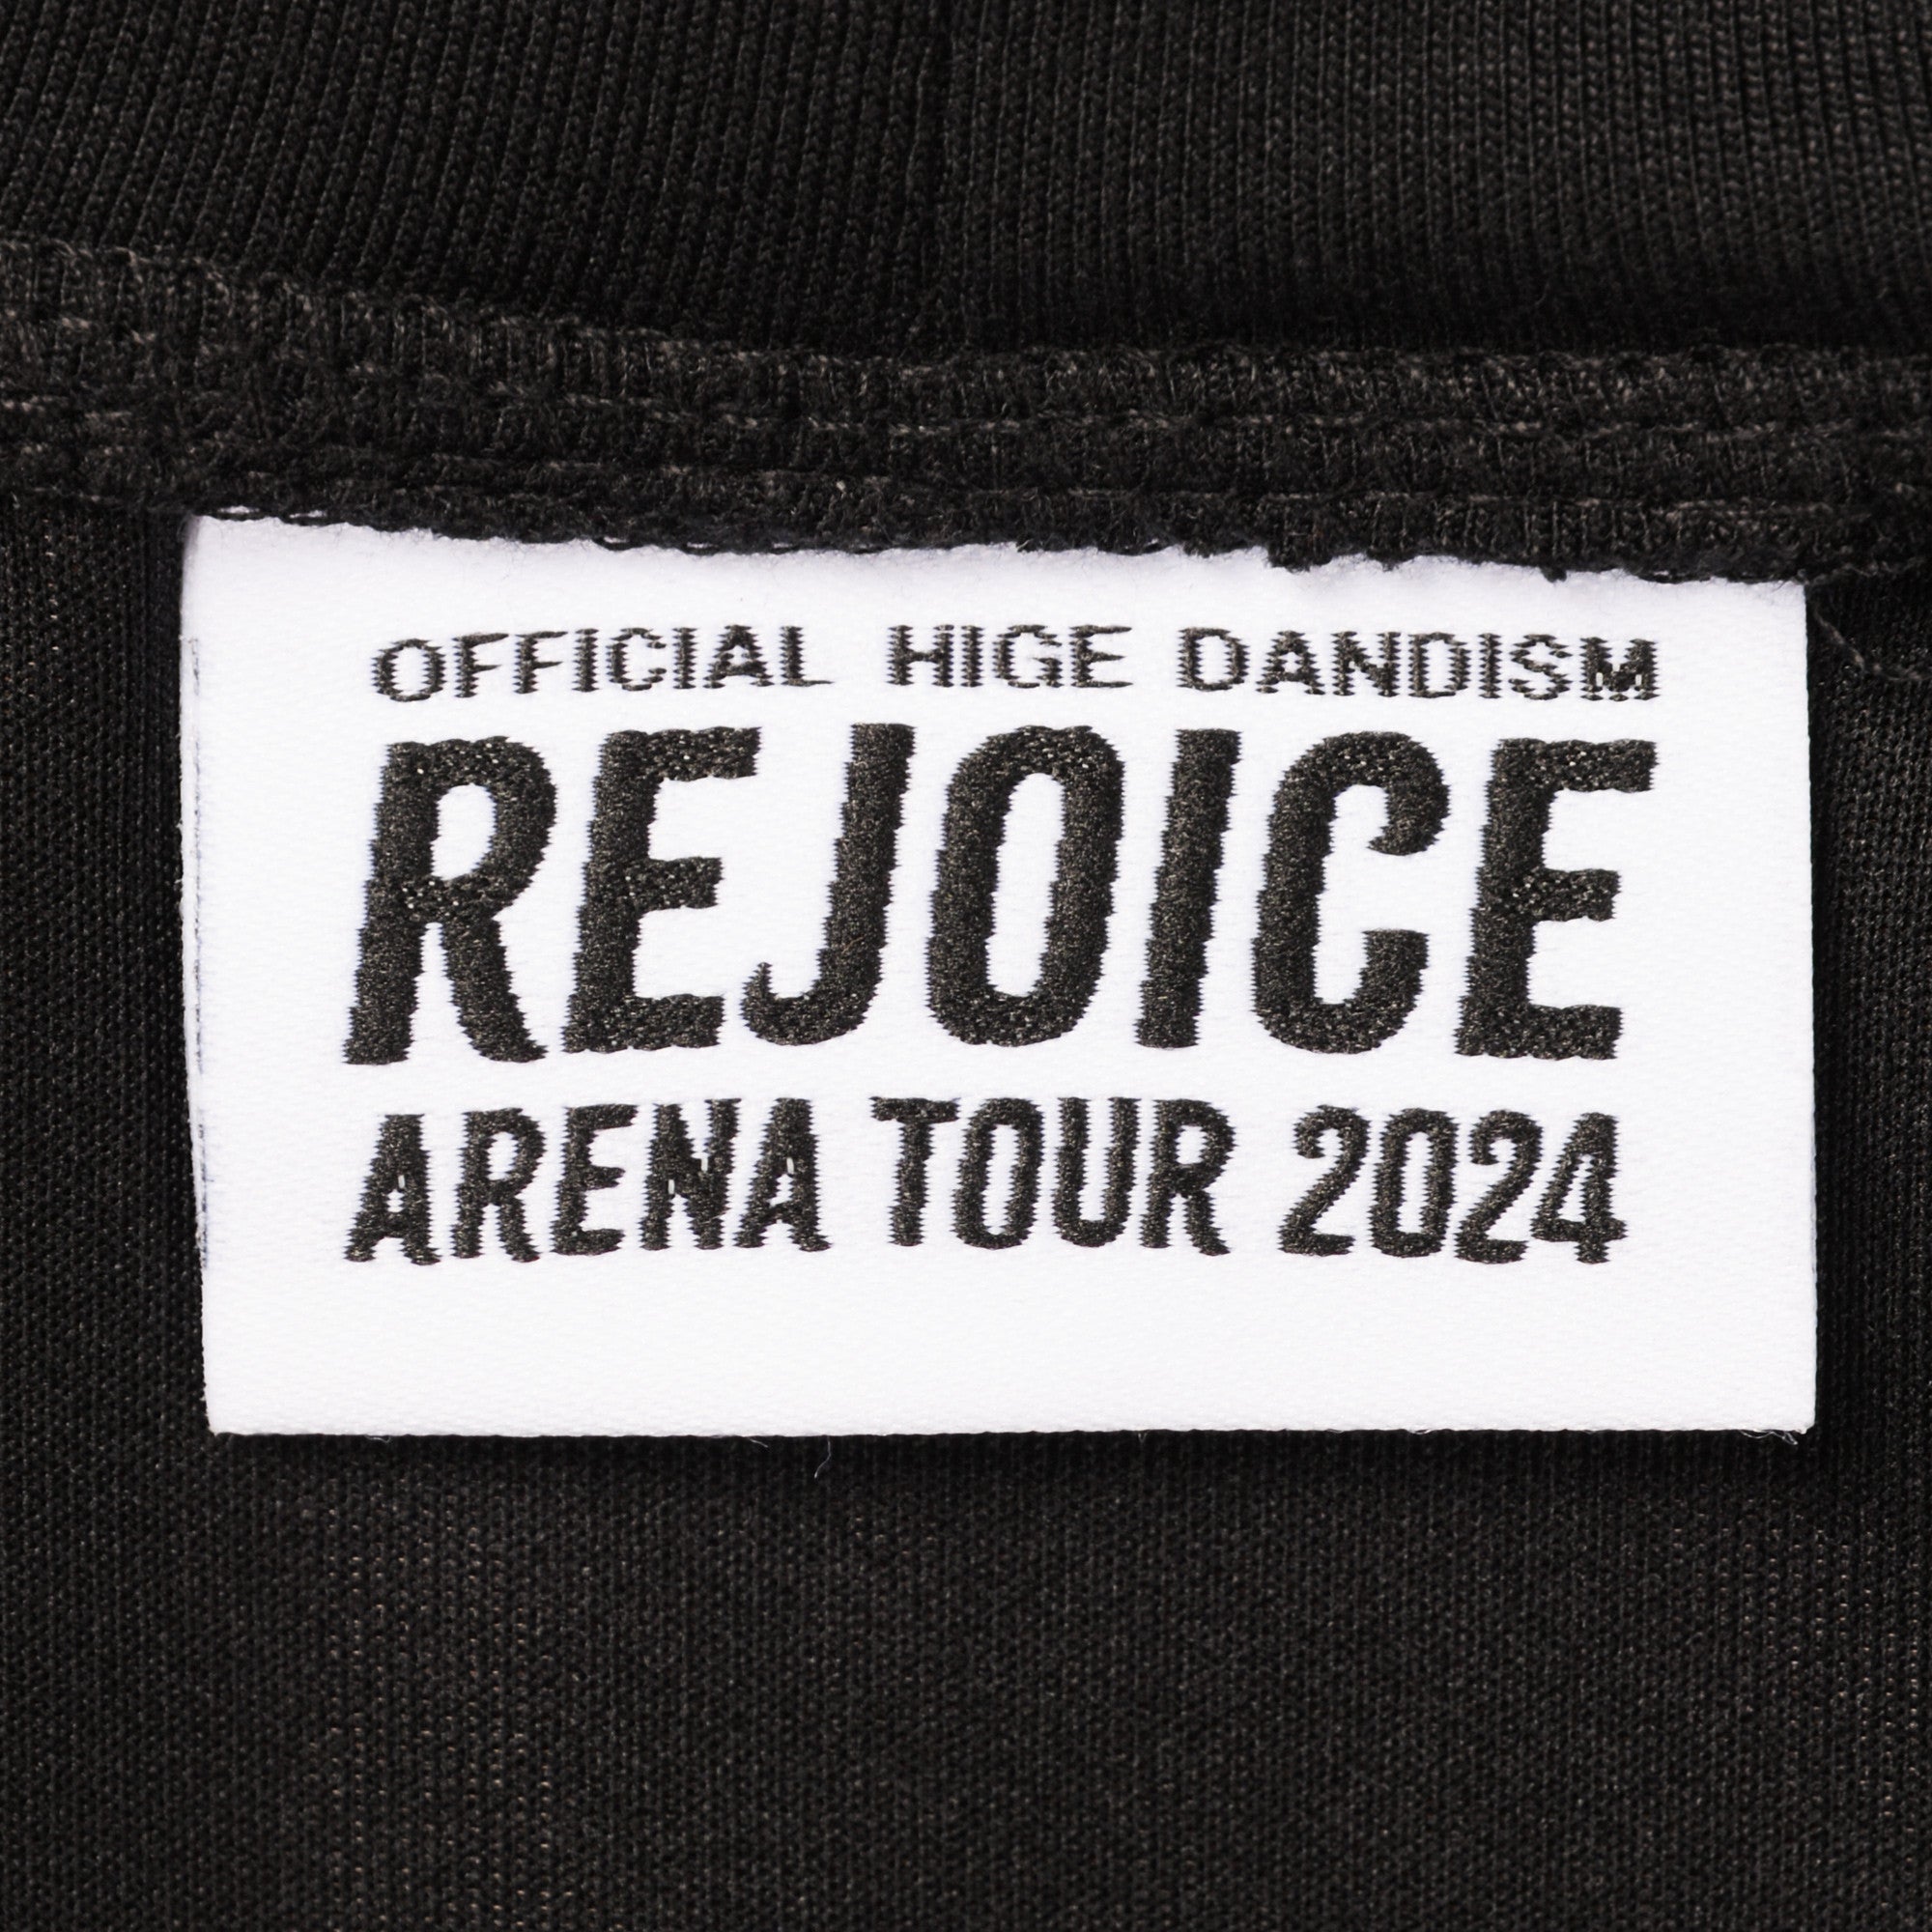 OFFICIAL HIGE DANDISM
REJOICE
ARENA TOUR 2024